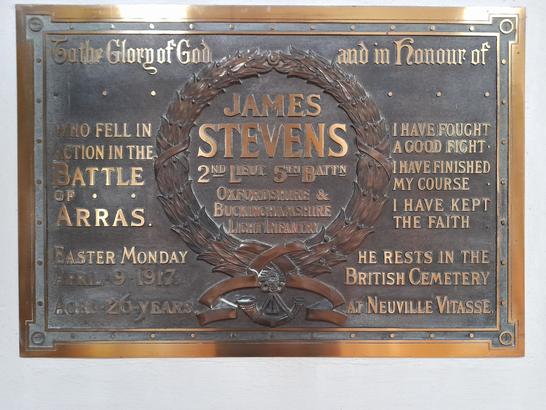 To the Glory of God and in Honour of
JAMES
STEVENS
2ND LIEUT 5TH BATTN
OXFORDSHIRE &
BUCKINGHAMSHIRE
LIGHT INFANTRY
WHO FELL IN
ACTION IN THE
BATTLE
OF
ARRAS.
EASTER MONDAY
APRIL·9·1917.
AGED·26·YEARS.
I HAVE FOUGHT
A GOOD FIGHT·
I HAVE FINISHED
MY COURSE
I HAVE KEPT
THE FAITH
HE RESTS IN THE
BRITISH CEMETERY
AT NEUVILLE VITASSE.